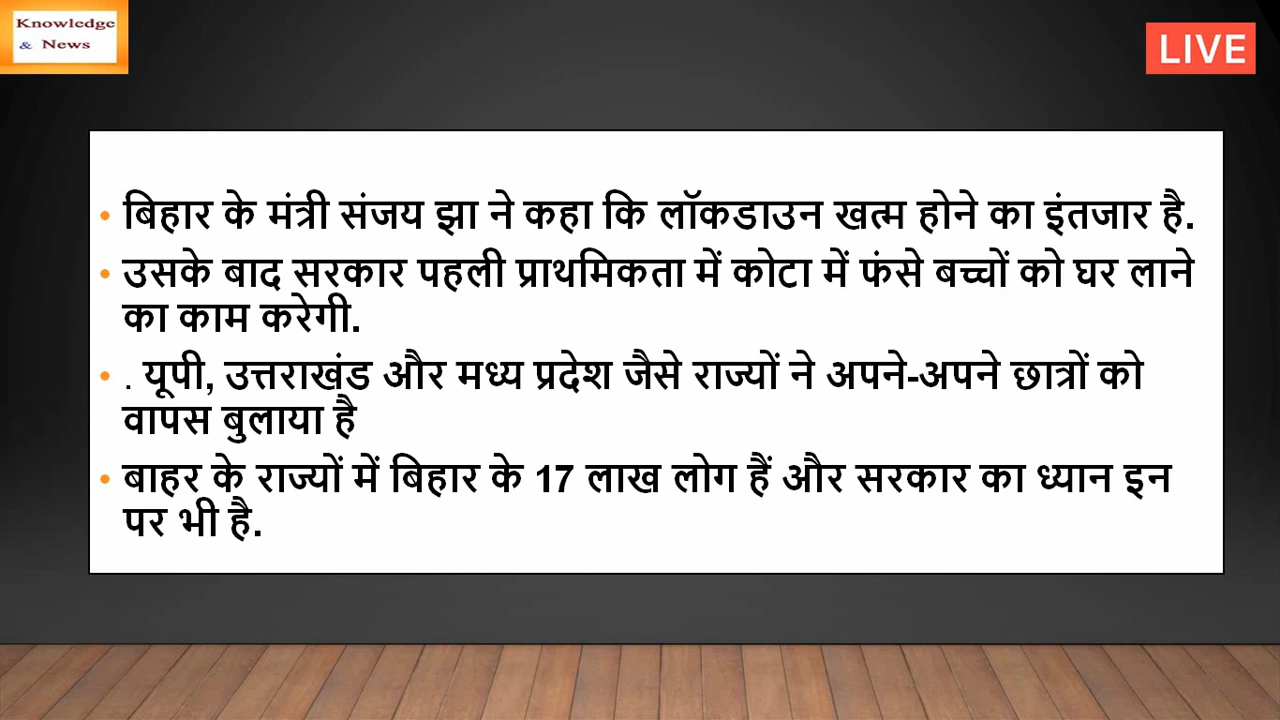 Knowledge
& News
LIVE
• बिहार के मंत्री संजय झा ने कहा कि लॉकडाउन खत्म होने का इंतजार है.
• उसके बाद सरकार पहली प्राथमिकता में कोटा में फंसे बच्चों को घर लाने
का काम करेगी.
• . यूपी, उत्तराखंड और मध्य प्रदेश जैसे राज्यों ने अपने-अपने छात्रों को
वापस बुलाया है
• बाहर के राज्यों में बिहार के 17 लाख लोग हैं और सरकार का ध्यान इन
पर भी है.